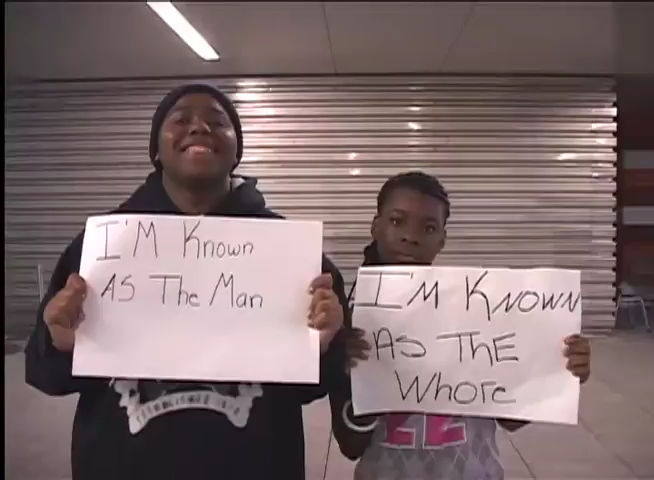 I'M Known
AS The Man
I'm Known
As ThE
Whore
22